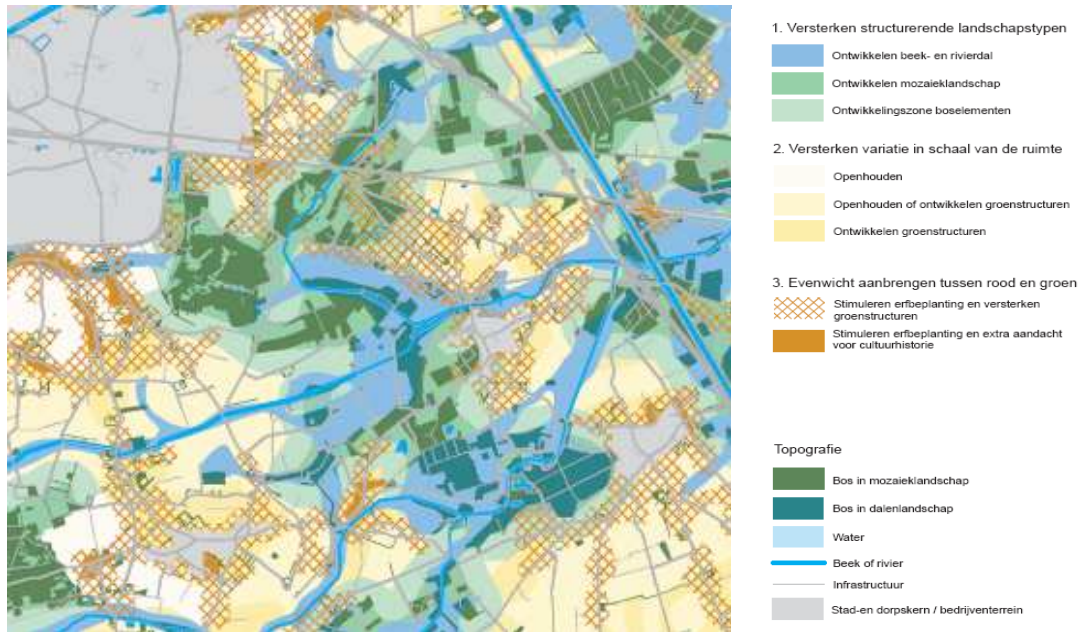 1. Versterken structurerende landschapstypen
Ontwikkelen beek- en rivierdal
Ontwikkelen mozaieklandschap
Ontwikkelingszone boselementen
2. Versterken variatie in schaal van de ruimte
Openhouden
Openhouden of ontwikkelen groenstructuren
Ontwikkelen groenstructuren
3. Evenwicht aanbrengen tussen rood en groen
Stimuleren erfbeplanting en versterken
groenstructuren
Stimuleren erfbeplanting en extra aandacht
voor cultuurhistorie
Topografie
Bos in mozaieklandschap
Bos in dalenlandschap
Water
Beek of rivier
Infrastructuur
Stad-en dorpskern / bedrijventerrein